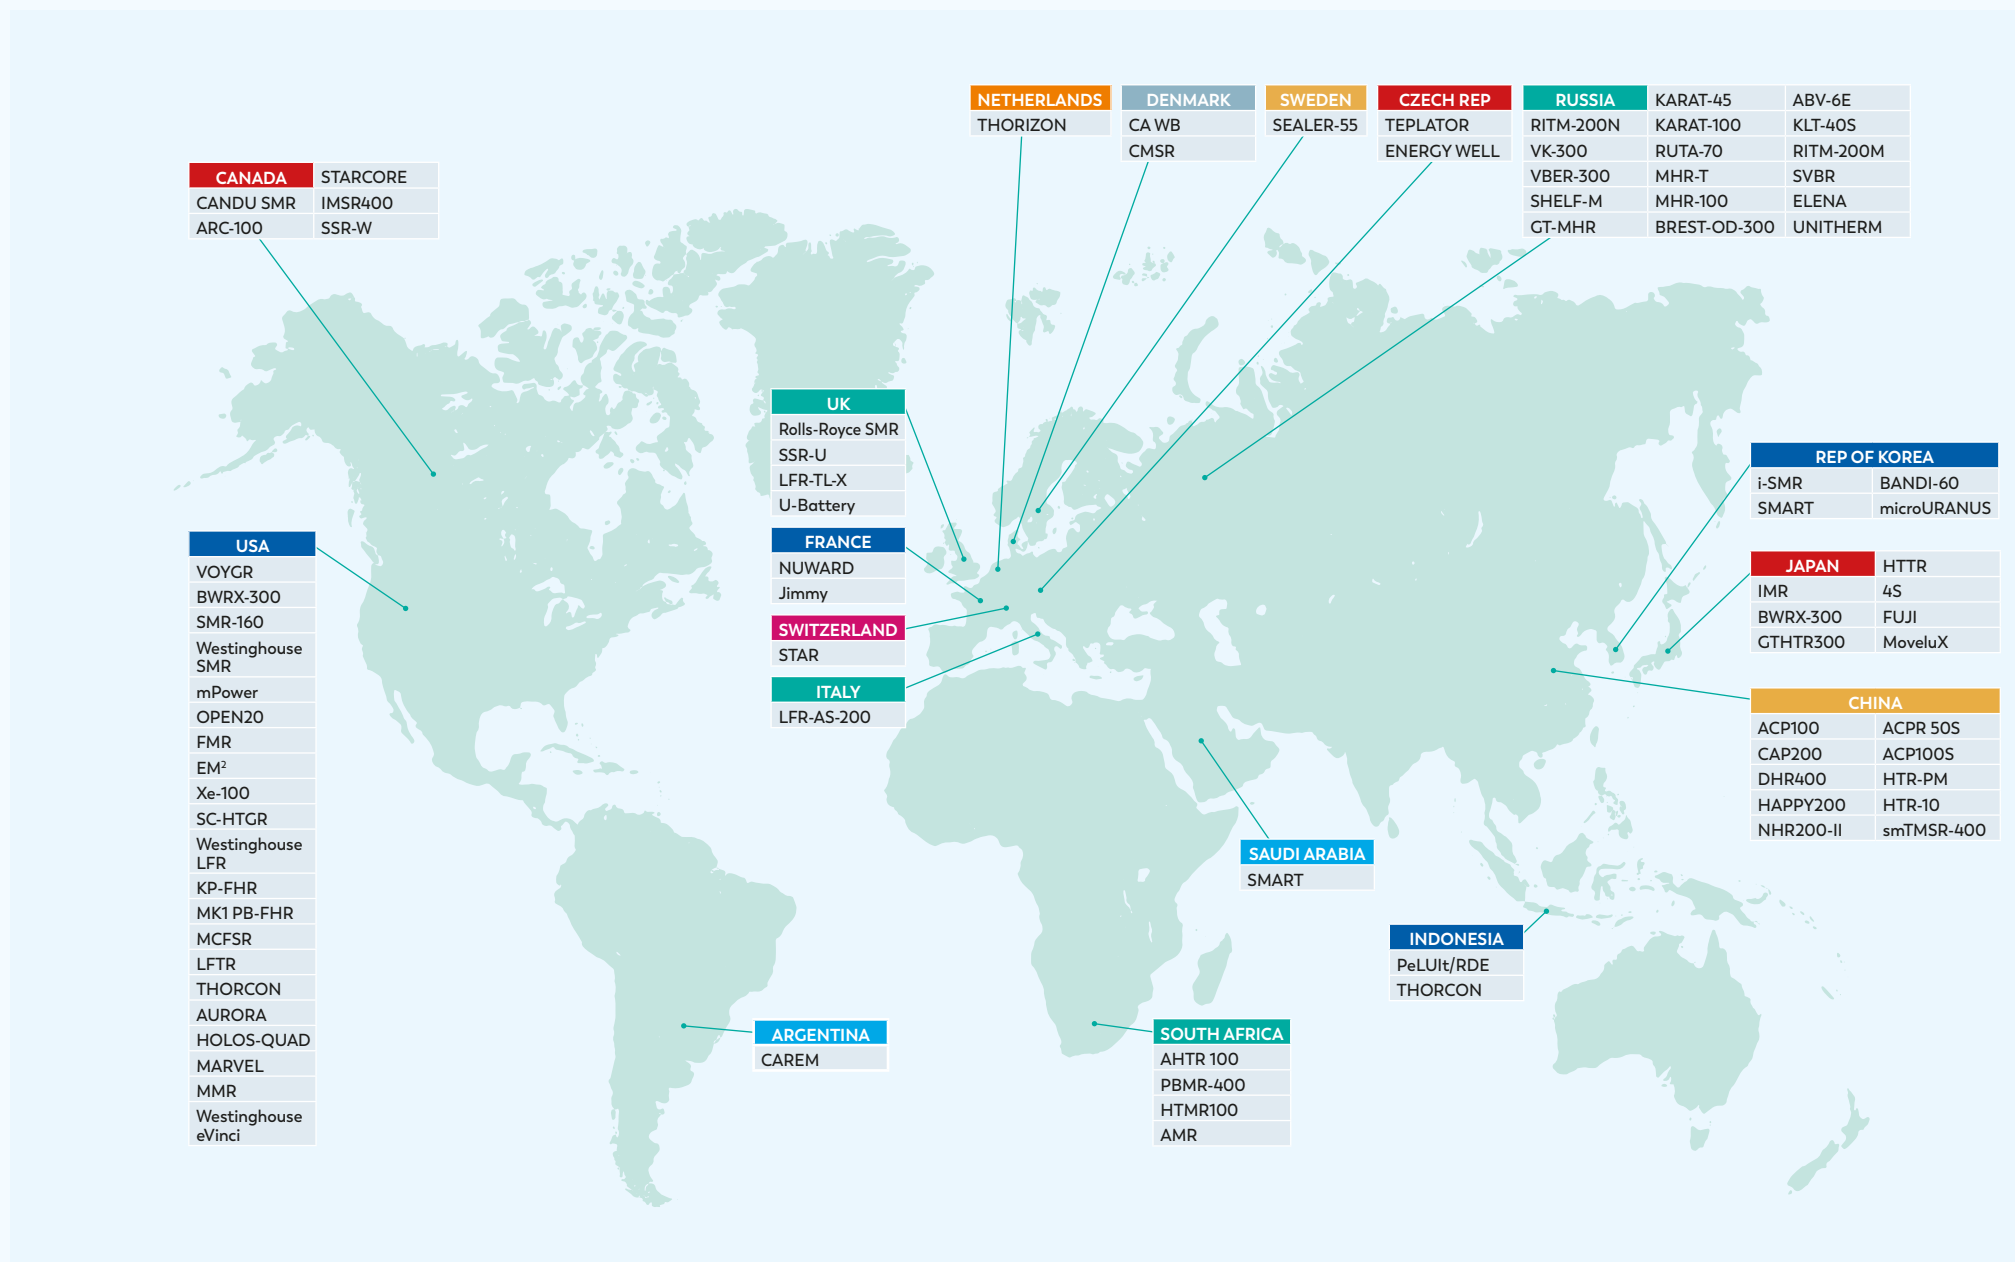 NETHERLANDS
THORIZON
DENMARK
CA WB
CMSR
SWEDEN
SEALER-55
CZECH REP
TEPLATOR
ENERGY WELL
RUSSIA
RITM-200N
VK-300
VBER-300
SHELF-M
GT-MHR
KARAT-45
KARAT-100
RUTA-70
MHR-T
MHR-100
BREST-OD-300
ABV-6E
KLT-40S
RITM-200M
SVBR
ELENA
UNITHERM
CANADA
CANDU SMR
ARC-100
STARCORE
IMSR400
SSR-W
UK
Rolls-Royce SMR
SSR-U
LFR-TL-X
U-Battery
FRANCE
NUWARD
Jimmy
SWITZERLAND
STAR
ITALY
LFR-AS-200
REP OF KOREA
i-SMR
SMART
BANDI-60
microURANUS
JAPAN
IMR
BWRX-300
GTHTR300
HTTR
4S
FUJI
MoveluX
CHINA
ACP100
CAP200
DHR400
HAPPY200
NHR200-II
ACPR 50S
ACP100S
HTR-PM
HTR-10
smTMSR-400
USA
VOYGR
BWRX-300
SMR-160
Westinghouse
SMR
mPower
OPEN20
FMR
EM²
Xe-100
SC-HTGR
Westinghouse
LFR
KP-FHR
MK1 PB-FHR
MCFSR
LFTR
THORCON
AURORA
HOLOS-QUAD
MARVEL
MMR
Westinghouse
eVinci
SAUDI ARABIA
SMART
INDONESIA
PeLUIt/RDE
THORCON
ARGENTINA
CAREM
SOUTH AFRICA
AHTR 100
PBMR-400
HTMR100
AMR